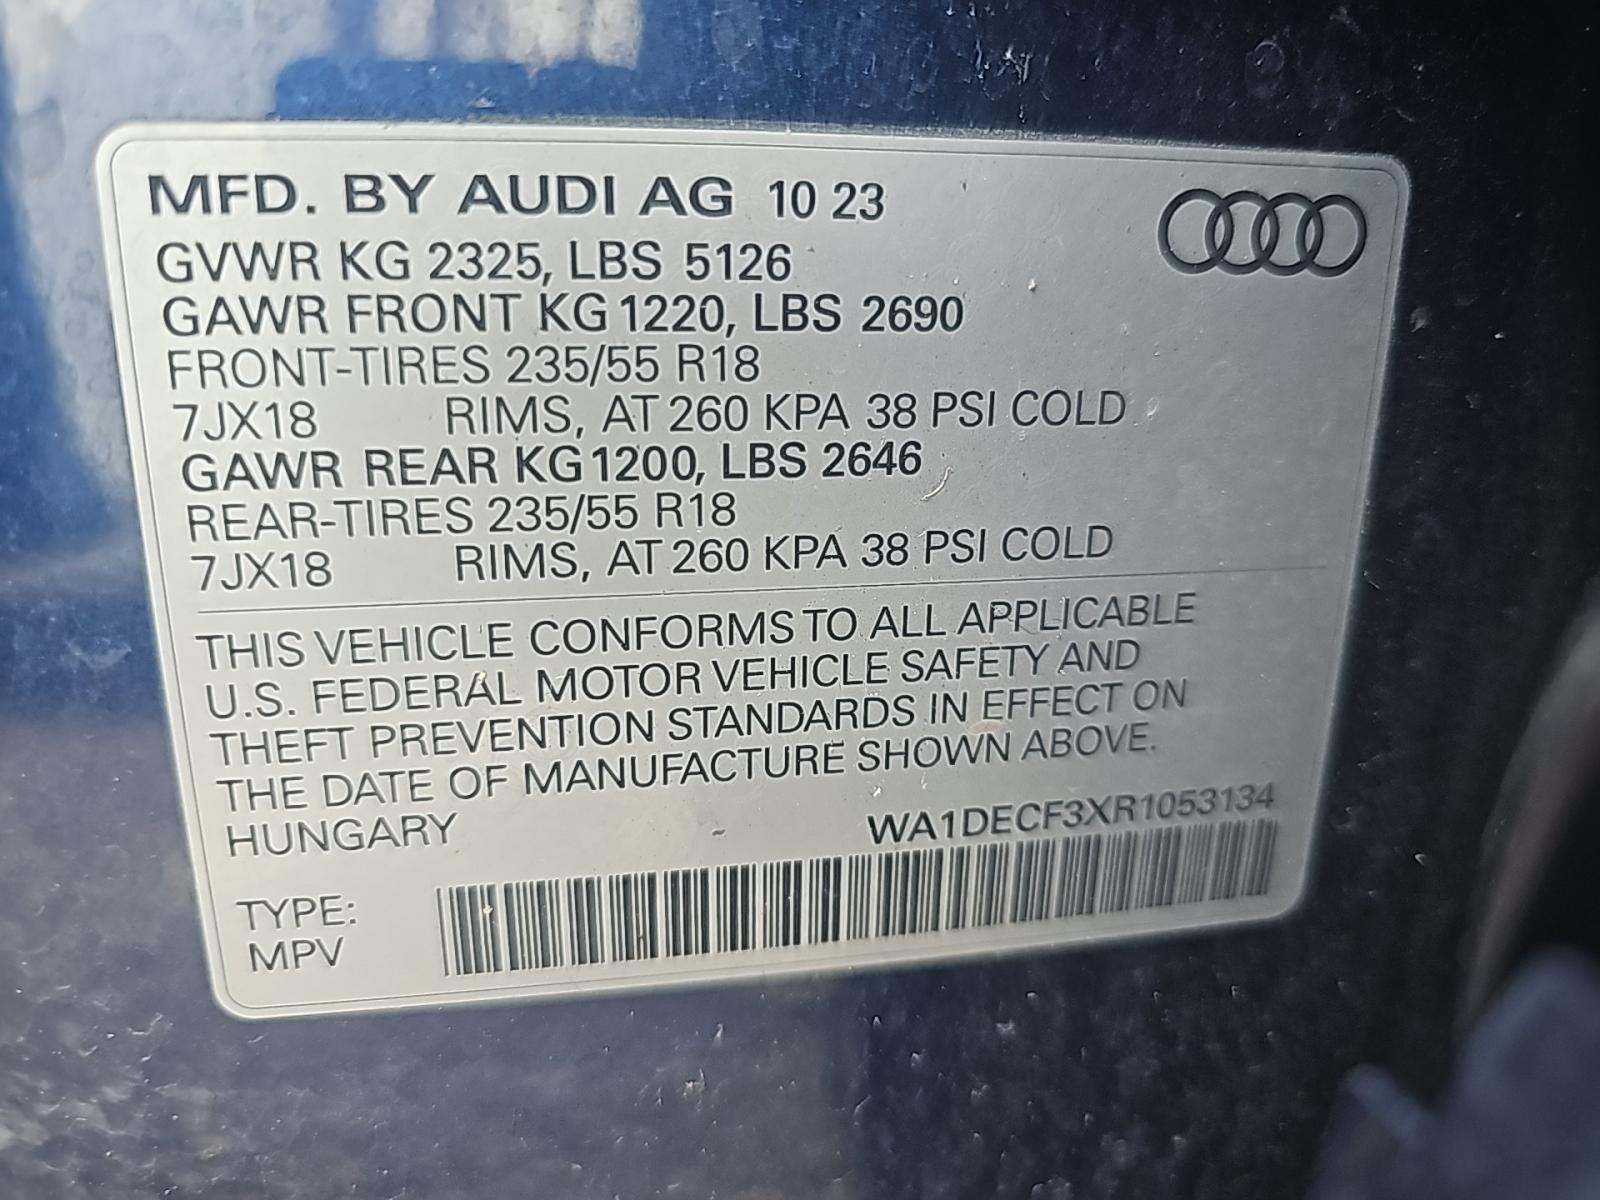 MFD. BY AUDI AG 10 23
GVWR KG 2325, LBS 5126
GAWR FRONT KG 1220, LBS 2690
FRONT-TIRES 235/55 R18
7JX18 RIMS, AT 260 KPA 38 PSI COLD
GAWR REAR KG 1200, LBS 2646
REAR-TIRES 235/55 R18
7JX18 RIMS, AT 260 KPA 38 PSI COLD
THIS VEHICLE CONFORMS TO ALL APPLICABLE
U.S. FEDERAL MOTOR VEHICLE SAFETY AND
THEFT PREVENTION STANDARDS IN EFFECT ON
THE DATE OF MANUFACTURE SHOWN ABOVE.
HUNGARY WA1DECF3XR1053134
TYPE:
MPV